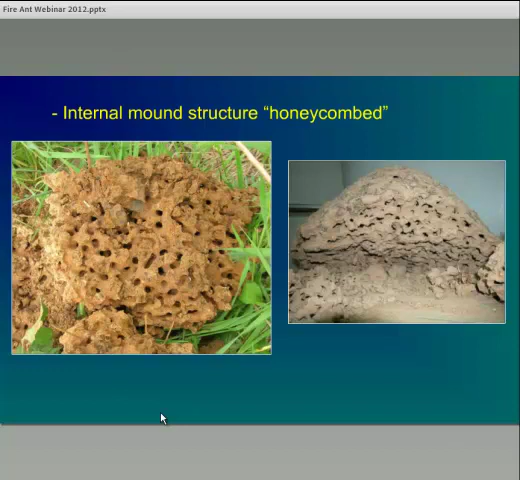 Fire Ant Webinar 2012.pptx
- Internal mound structure “honeycombed”